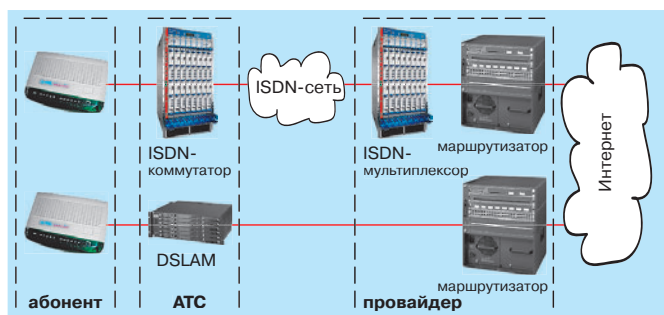 ISDN-сеть
ISDN-
коммутатор
ISDN-
мультиплексор
маршрутизатор
Интернет
DSLAM
маршрутизатор
абонент
АТС
провайдер